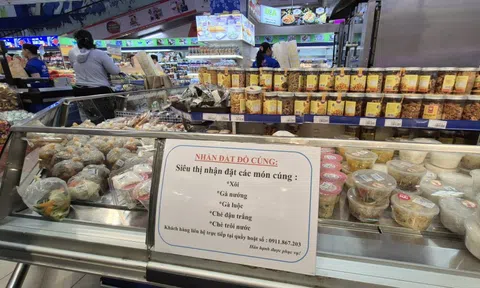 NHẬN ĐẶT ĐỒ CÚNG:
Siêu thị nhận đặt các món cúng :
*Xôi
*Gà nướng
*Gà luộc
*Chè đậu trắng
*Chè trôi nước
Khách hàng liên hệ trực tiếp tại quầy hoặt số : 0911.867.203
Hân hạnh được phục vụ!